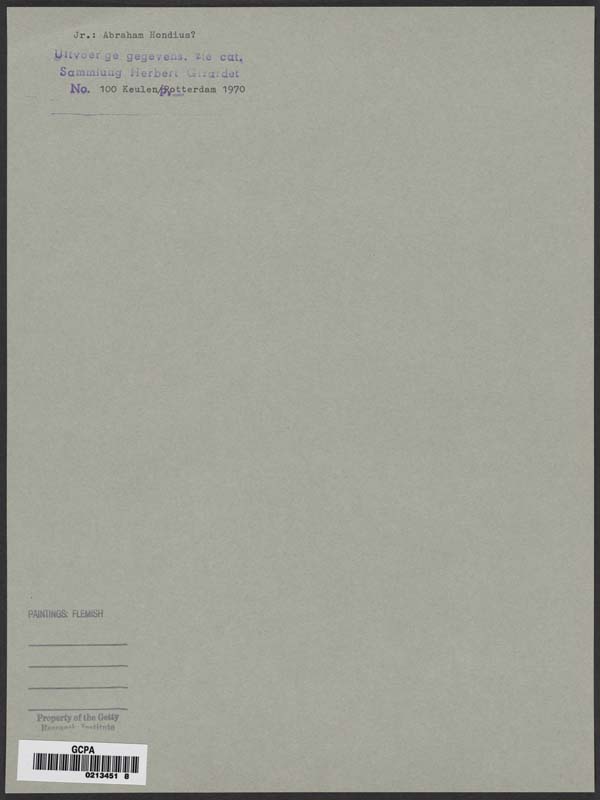 Jr.: Abraham Hondius?
Uitvoerige gegevens. zie cat.
Sammlung Herbert Girardet
No. 100 Keulen/Rotterdam 1970
PAINTINGS: FLEMISH
Property of the Getty
Research Institute
GCPA
0213451 8